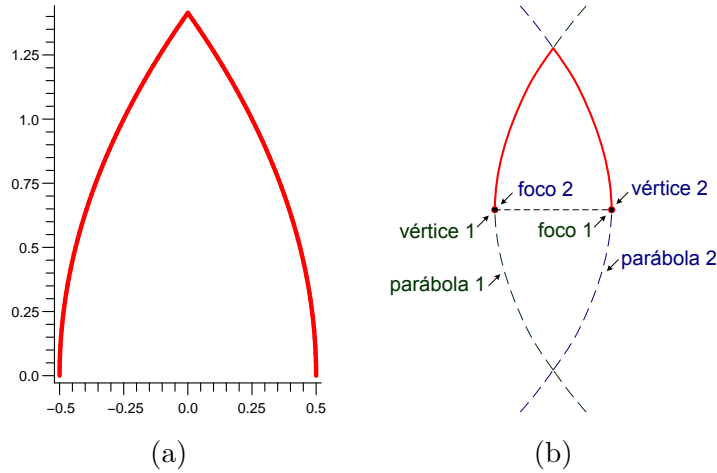 1.25
1.0
0.75
0.5
0.25
0.0
−0.5
−0.25
0.0
0.25
0.5
(a)
foco 2
vértice 2
vértice 1
foco 1
parábola 1
parábola 2
(b)